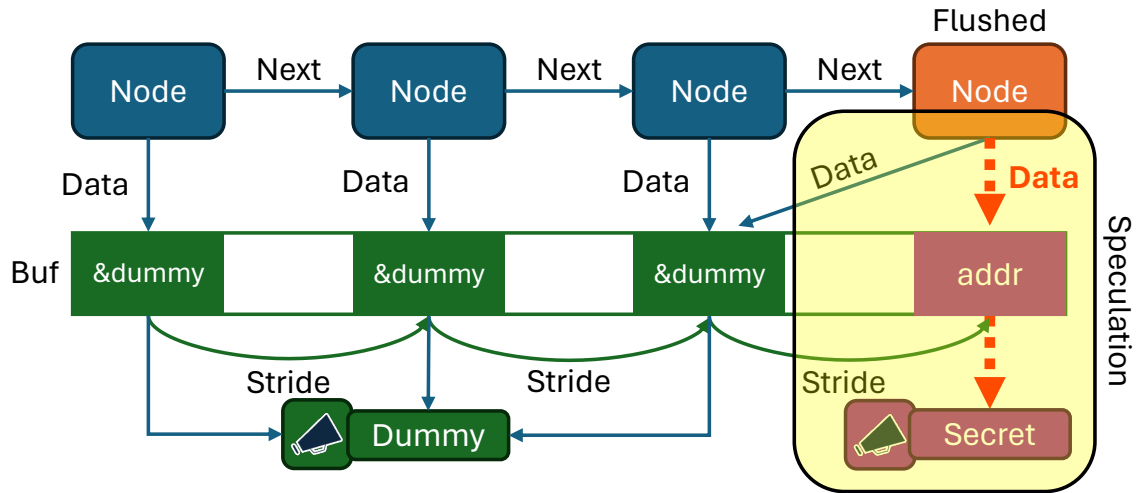 Flushed
Node
Next
Node
Next
Node
Next
Node
Data
Data
Data
Data
Data
Buf
&dummy
&dummy
&dummy
addr
Speculation
Stride
Stride
Stride
Dummy
Secret